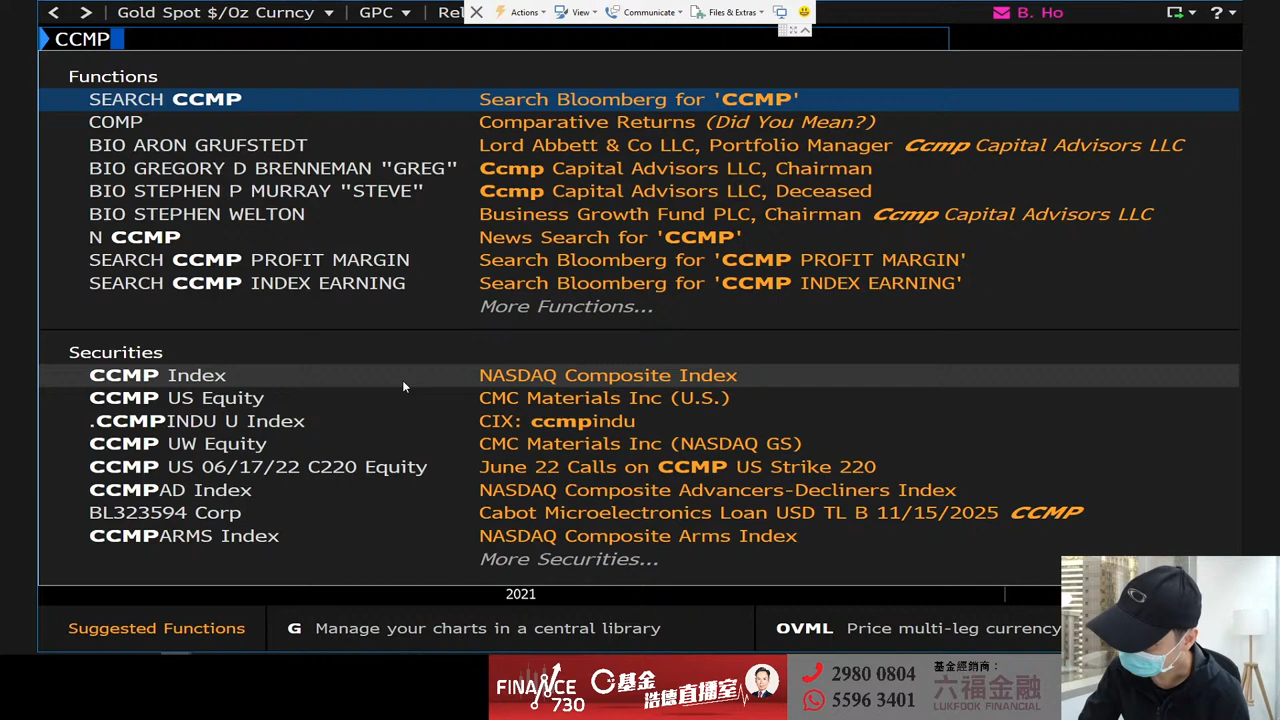 Gold Spot $/Oz Curncy GPC Rel Actions View Communicate Files & Extras B. Ho ?
CCMP
Functions
SEARCH CCMP Search Bloomberg for 'CCMP'
COMP Comparative Returns (Did You Mean?)
BIO ARON GRUFSTEDT Lord Abbett & Co LLC, Portfolio Manager Ccmp Capital Advisors LLC
BIO GREGORY D BRENNEMAN "GREG" Ccmp Capital Advisors LLC, Chairman
BIO STEPHEN P MURRAY "STEVE" Ccmp Capital Advisors LLC, Deceased
BIO STEPHEN WELTON Business Growth Fund PLC, Chairman Ccmp Capital Advisors LLC
N CCMP News Search for 'CCMP'
SEARCH CCMP PROFIT MARGIN Search Bloomberg for 'CCMP PROFIT MARGIN'
SEARCH CCMP INDEX EARNING Search Bloomberg for 'CCMP INDEX EARNING'
More Functions...
Securities
CCMP Index NASDAQ Composite Index
CCMP US Equity CMC Materials Inc (U.S.)
.CCMPINDU U Index CIX: ccmpindu
CCMP UW Equity CMC Materials Inc (NASDAQ GS)
CCMP US 06/17/22 C220 Equity June 22 Calls on CCMP US Strike 220
CCMPAD Index NASDAQ Composite Advancers-Decliners Index
BL323594 Corp Cabot Microelectronics Loan USD TL B 11/15/2025 CCMP
CCMPARMS Index NASDAQ Composite Arms Index
More Securities...
2021
Suggested Functions G Manage your charts in a central library OVML Price multi-leg currency
FINANCE 730
基金
浩德直播室
2980 0804
5596 3401
基金經銷商：
六福金融
LUKFOOK FINANCIAL